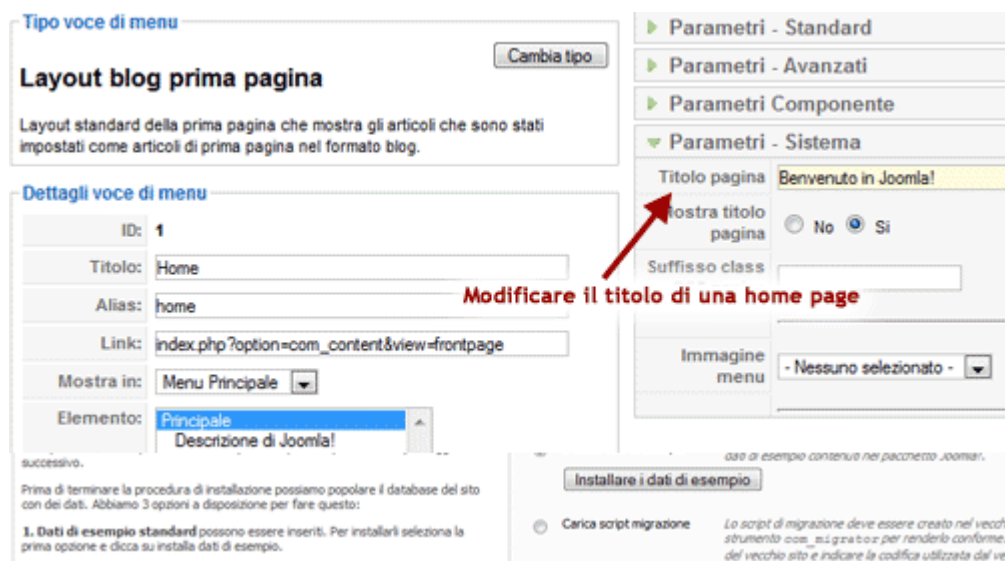 Tipo voce di menu
Cambia tipo
Layout blog prima pagina
Layout standard della prima pagina che mostra gli articoli che sono stati
impostati come articoli di prima pagina nel formato blog.
Dettagli voce di menu
ID: 1
Titolo: Home
Alias: home
Link: index.php?option=com_content&view=frontpage
Mostra in: Menu Principale
Elemento: Principale
Descrizione di Joomla!
Parametri - Standard
Parametri - Avanzati
Parametri Componente
Parametri - Sistema
Titolo pagina Benvenuto in Joomla!
Mostra titolo
pagina No Si
Suffisso class
Modificare il titolo di una home page
Immagine
menu - Nessuno selezionato -
successivo.
Prima di terminare la procedura di installazione possiamo popolare il database del sito
con dei dati. Abbiamo 3 opzioni a disposizione per fare questo:
1. Dati di esempio standard possono essere inseriti. Per installarli seleziona la
prima opzione e clicca su installa dati di esempio.
dati di esempio contenuti nel pacchetto Joomla!.
Installare i dati di esempio
Carica script migrazione
Lo script di migrazione deve essere creato nel vecch
strumento com_migrator per renderlo conforme.
del vecchio sito e indicare la codifica utilizzata dal ve